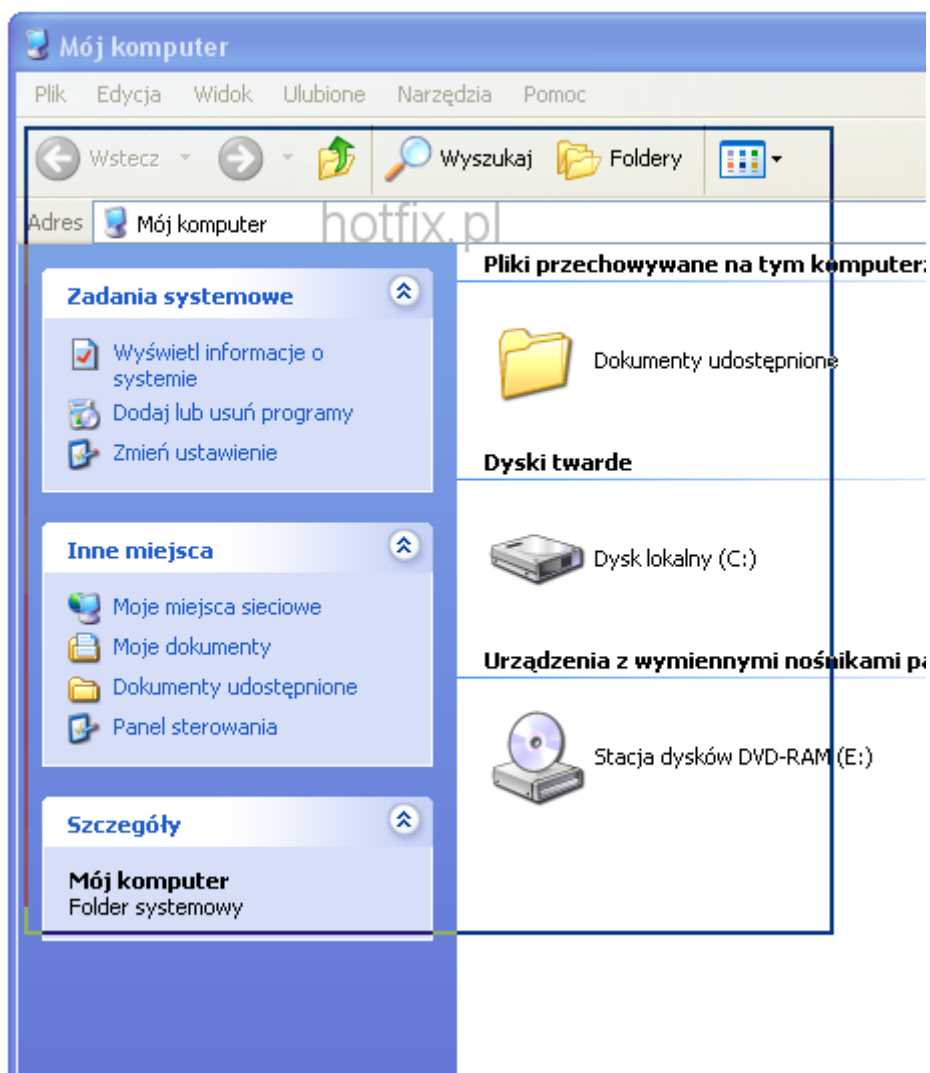 Mój komputer
Plik Edycja Widok Ulubione Narzędzia Pomoc
Wstecz Wyszukaj Foldery
Adres Mój komputer
hotfix.pl
Zadania systemowe
Wyświetl informacje o
systemie
Dodaj lub usuń programy
Zmień ustawienie
Inne miejsca
Moje miejsca sieciowe
Moje dokumenty
Dokumenty udostępnione
Panel sterowania
Szczegóły
Mój komputer
Folder systemowy
Pliki przechowywane na tym komputerz
Dokumenty udostępnione
Dyski twarde
Dysk lokalny (C:)
Urządzenia z wymiennymi nośnikami pa
Stacja dysków DVD-RAM (E:)